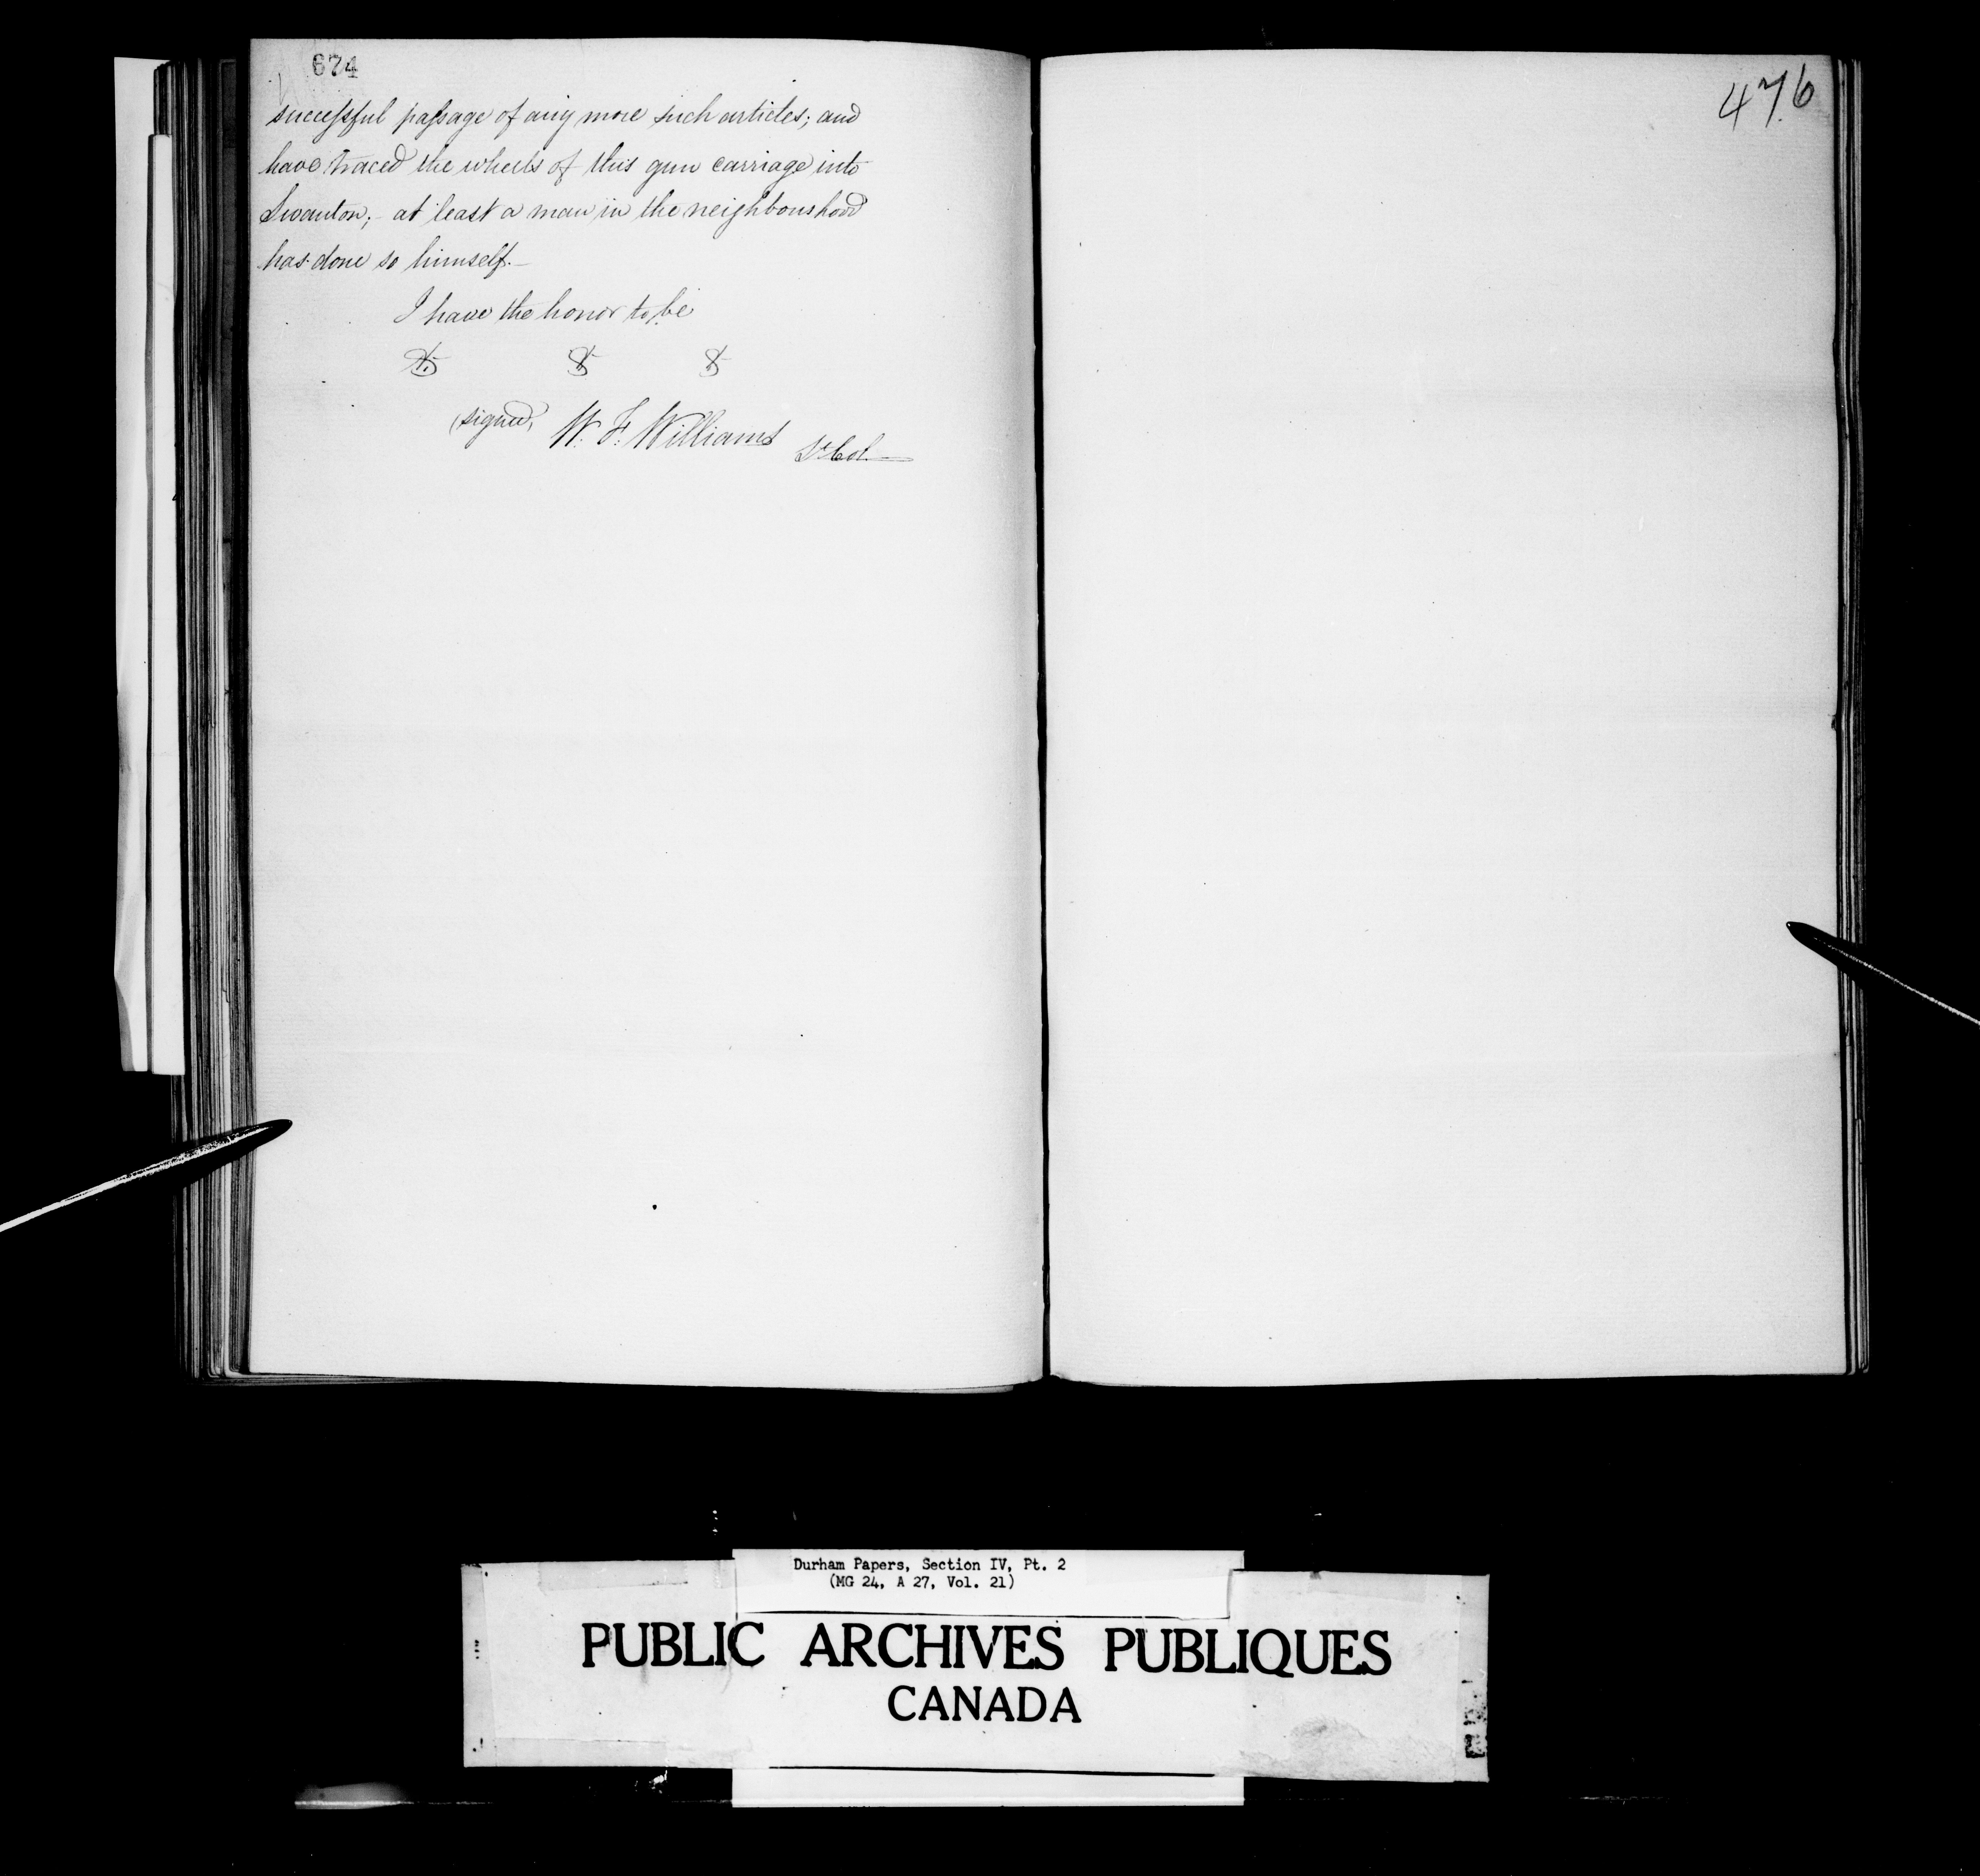 674
successful passage of any more such articles; and
have traced the wheels of this gun carriage into
Swanton; at least a man in the neighbourhood
has done so himself.—
I have the honor to be
& & &
(signed, W. F. Williams Lt Col—
476
Durham Papers, Section IV, Pt. 2
(MG 24, A 27, Vol. 21)
PUBLIC ARCHIVES PUBLIQUES
CANADA